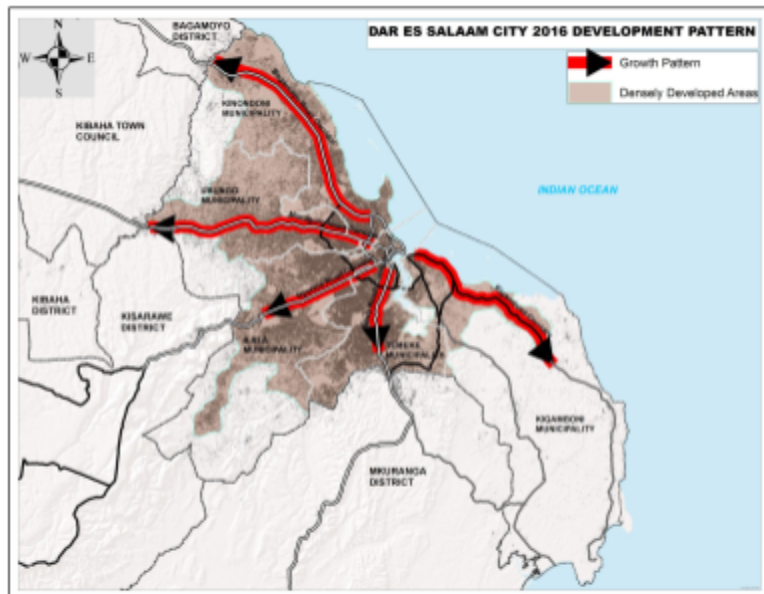 DAR ES SALAAM CITY 2016 DEVELOPMENT PATTERN
Growth Pattern
Densely Developed Areas
N
W
E
S
BAGAMOYO
DISTRICT
KINONDONI
MUNICIPALITY
KIBAHA TOWN
COUNCIL
UBUNGO
MUNICIPALITY
INDIAN OCEAN
KIBAHA
DISTRICT
KISARAWE
DISTRICT
ILALA
MUNICIPALITY
TEMEKE
MUNICIPALITY
KIGAMBONI
MUNICIPALITY
MKURANGA
DISTRICT